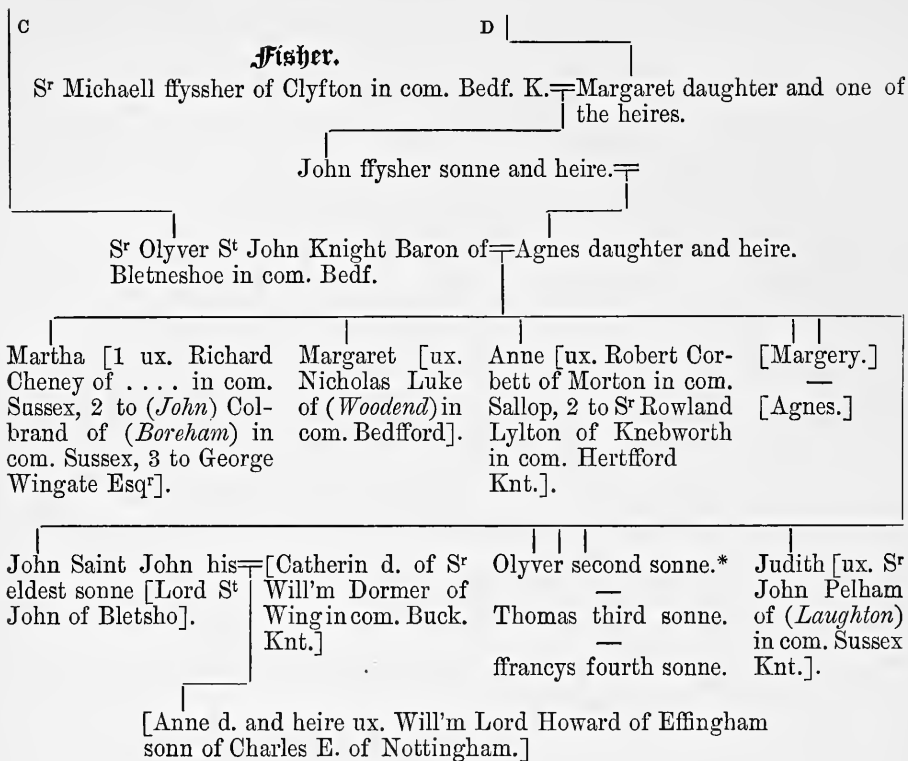 C
D
Fisher.
Sʳ Michaell ffyssher of Clyfton in com. Bedf. K.
Margaret daughter and one of
the heires.
John ffysher sonne and heire.
Sʳ Olyver Sᵗ John Knight Baron of
Bletneshoe in com. Bedf.
Agnes daughter and heire.
Martha [1 ux. Richard
Cheney of . . . . in com.
Sussex, 2 to (John) Col-
brand of (Boreham) in
com. Sussex, 3 to George
Wingate Esqʳ].
Margaret [ux.
Nicholas Luke
of (Woodend) in
com. Bedfford].
Anne [ux. Robert Cor-
bett of Morton in com.
Sallop, 2 to Sʳ Rowland
Lylton of Knebworth
in com. Hertfford
Knt.].
[Margery.]
—
[Agnes.]
John Saint John his
eldest sonne [Lord Sᵗ
John of Bletsho].
[Catherin d. of Sʳ
Will'm Dormer of
Wing in com. Buck.
Knt.]
Olyver second sonne.*
—
Thomas third sonne.
—
ffrancys fourth sonne.
Judith [ux. Sʳ
John Pelham
of (Laughton)
in com. Sussex
Knt.].
[Anne d. and heire ux. Will'm Lord Howard of Effingham
sonn of Charles E. of Nottingham.]